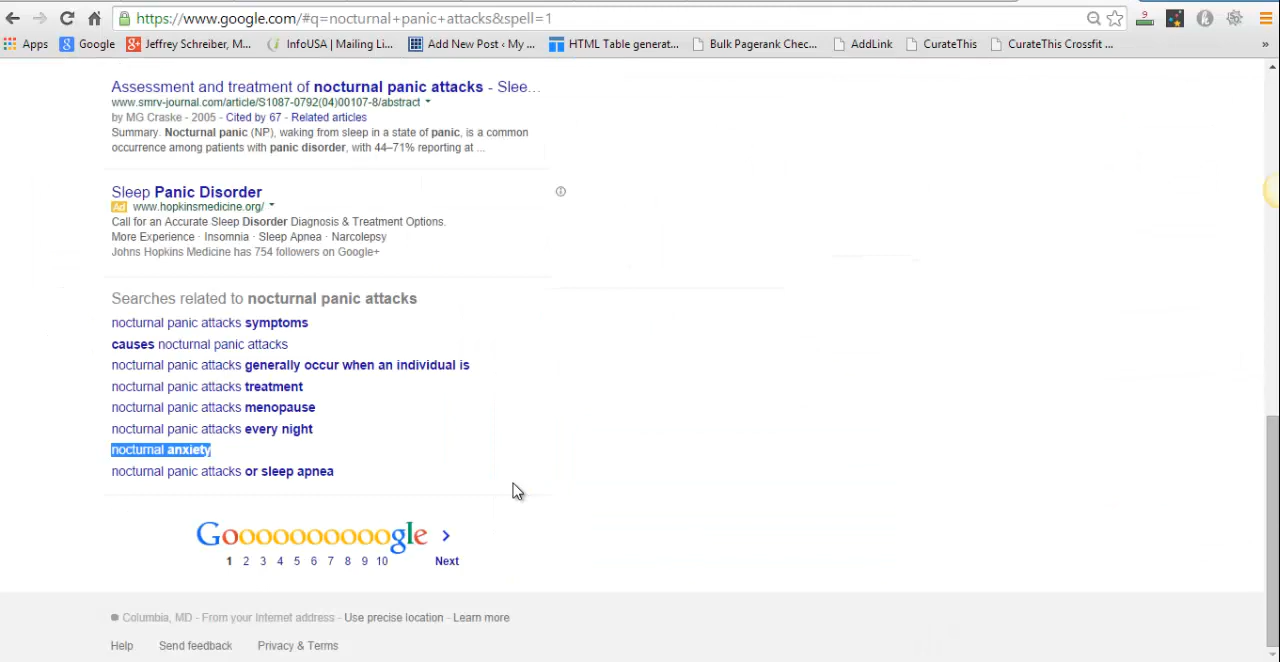 https://www.google.com/#q=nocturnal+panic+attacks&spell=1
9
Apps Google Jeffrey Schreiber, M... InfoUSA | Mailing Li... Add New Post ‹ My ... HTML Table generat... Bulk Pagerank Chec... AddLink CurateThis CurateThis Crossfit ... »
Assessment and treatment of nocturnal panic attacks - Slee...
www.smrv-journal.com/article/S1087-0792(04)00107-8/abstract
by MG Craske - 2005 - Cited by 67 - Related articles
Summary. Nocturnal panic (NP), waking from sleep in a state of panic, is a common
occurrence among patients with panic disorder, with 44–71% reporting at ...
Sleep Panic Disorder
Ad www.hopkinsmedicine.org/
Call for an Accurate Sleep Disorder Diagnosis & Treatment Options.
More Experience · Insomnia · Sleep Apnea · Narcolepsy
Johns Hopkins Medicine has 754 followers on Google+
Searches related to nocturnal panic attacks
nocturnal panic attacks symptoms
causes nocturnal panic attacks
nocturnal panic attacks generally occur when an individual is
nocturnal panic attacks treatment
nocturnal panic attacks menopause
nocturnal panic attacks every night
nocturnal anxiety
nocturnal panic attacks or sleep apnea
Goooooooooogle >
1 2 3 4 5 6 7 8 9 10 Next
Columbia, MD - From your Internet address - Use precise location - Learn more
Help Send feedback Privacy & Terms